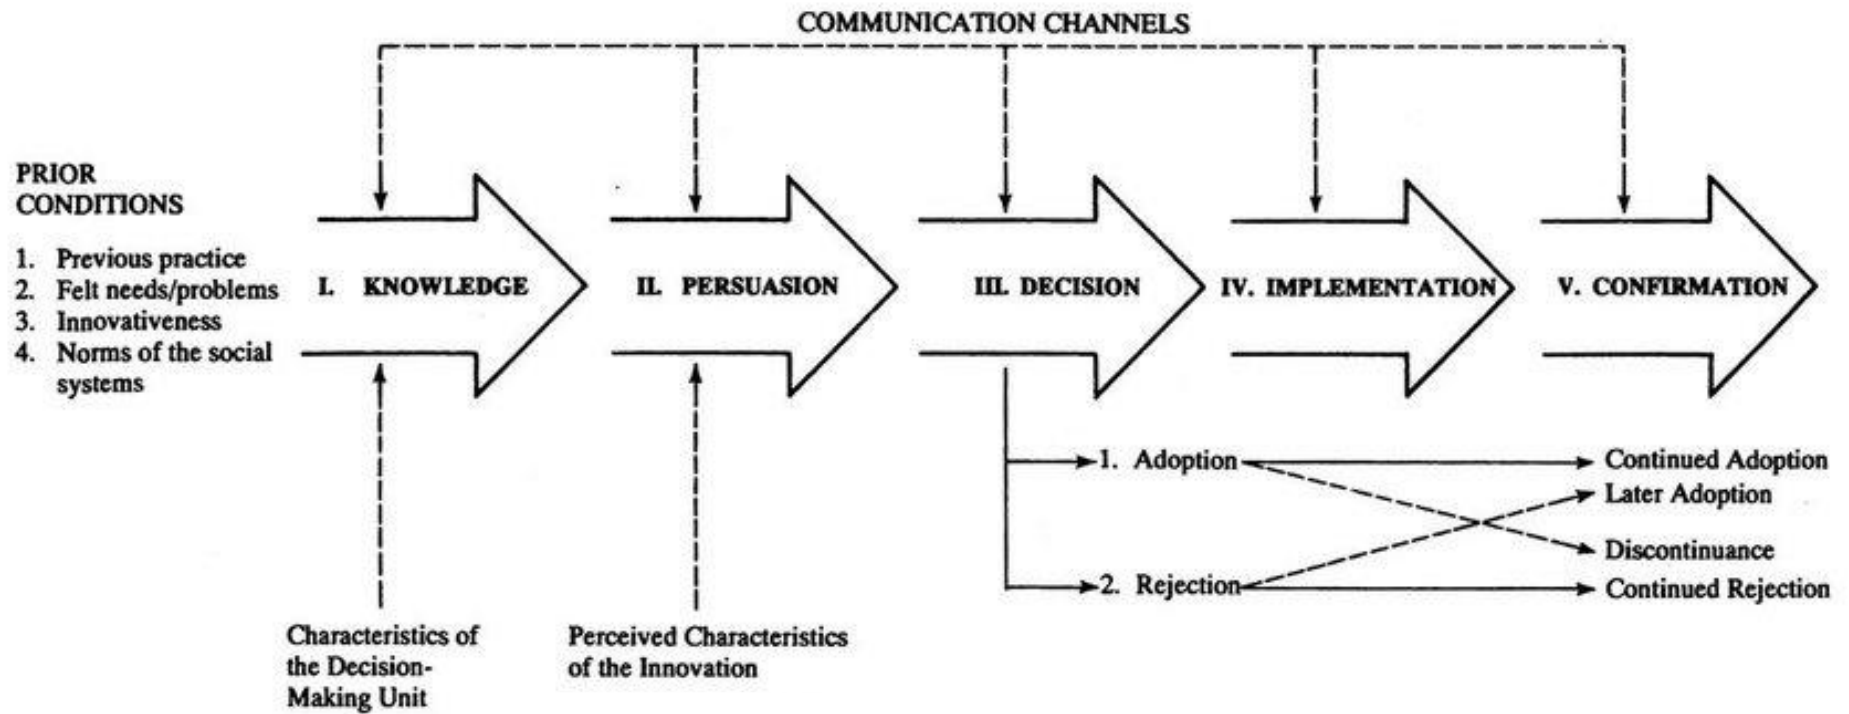 COMMUNICATION CHANNELS
PRIOR
CONDITIONS
1. Previous practice
2. Felt needs/problems
3. Innovativeness
4. Norms of the social
systems
I. KNOWLEDGE
II. PERSUASION
III. DECISION
IV. IMPLEMENTATION
V. CONFIRMATION
1. Adoption
2. Rejection
Continued Adoption
Later Adoption
Discontinuance
Continued Rejection
Characteristics of
the Decision-
Making Unit
Perceived Characteristics
of the Innovation